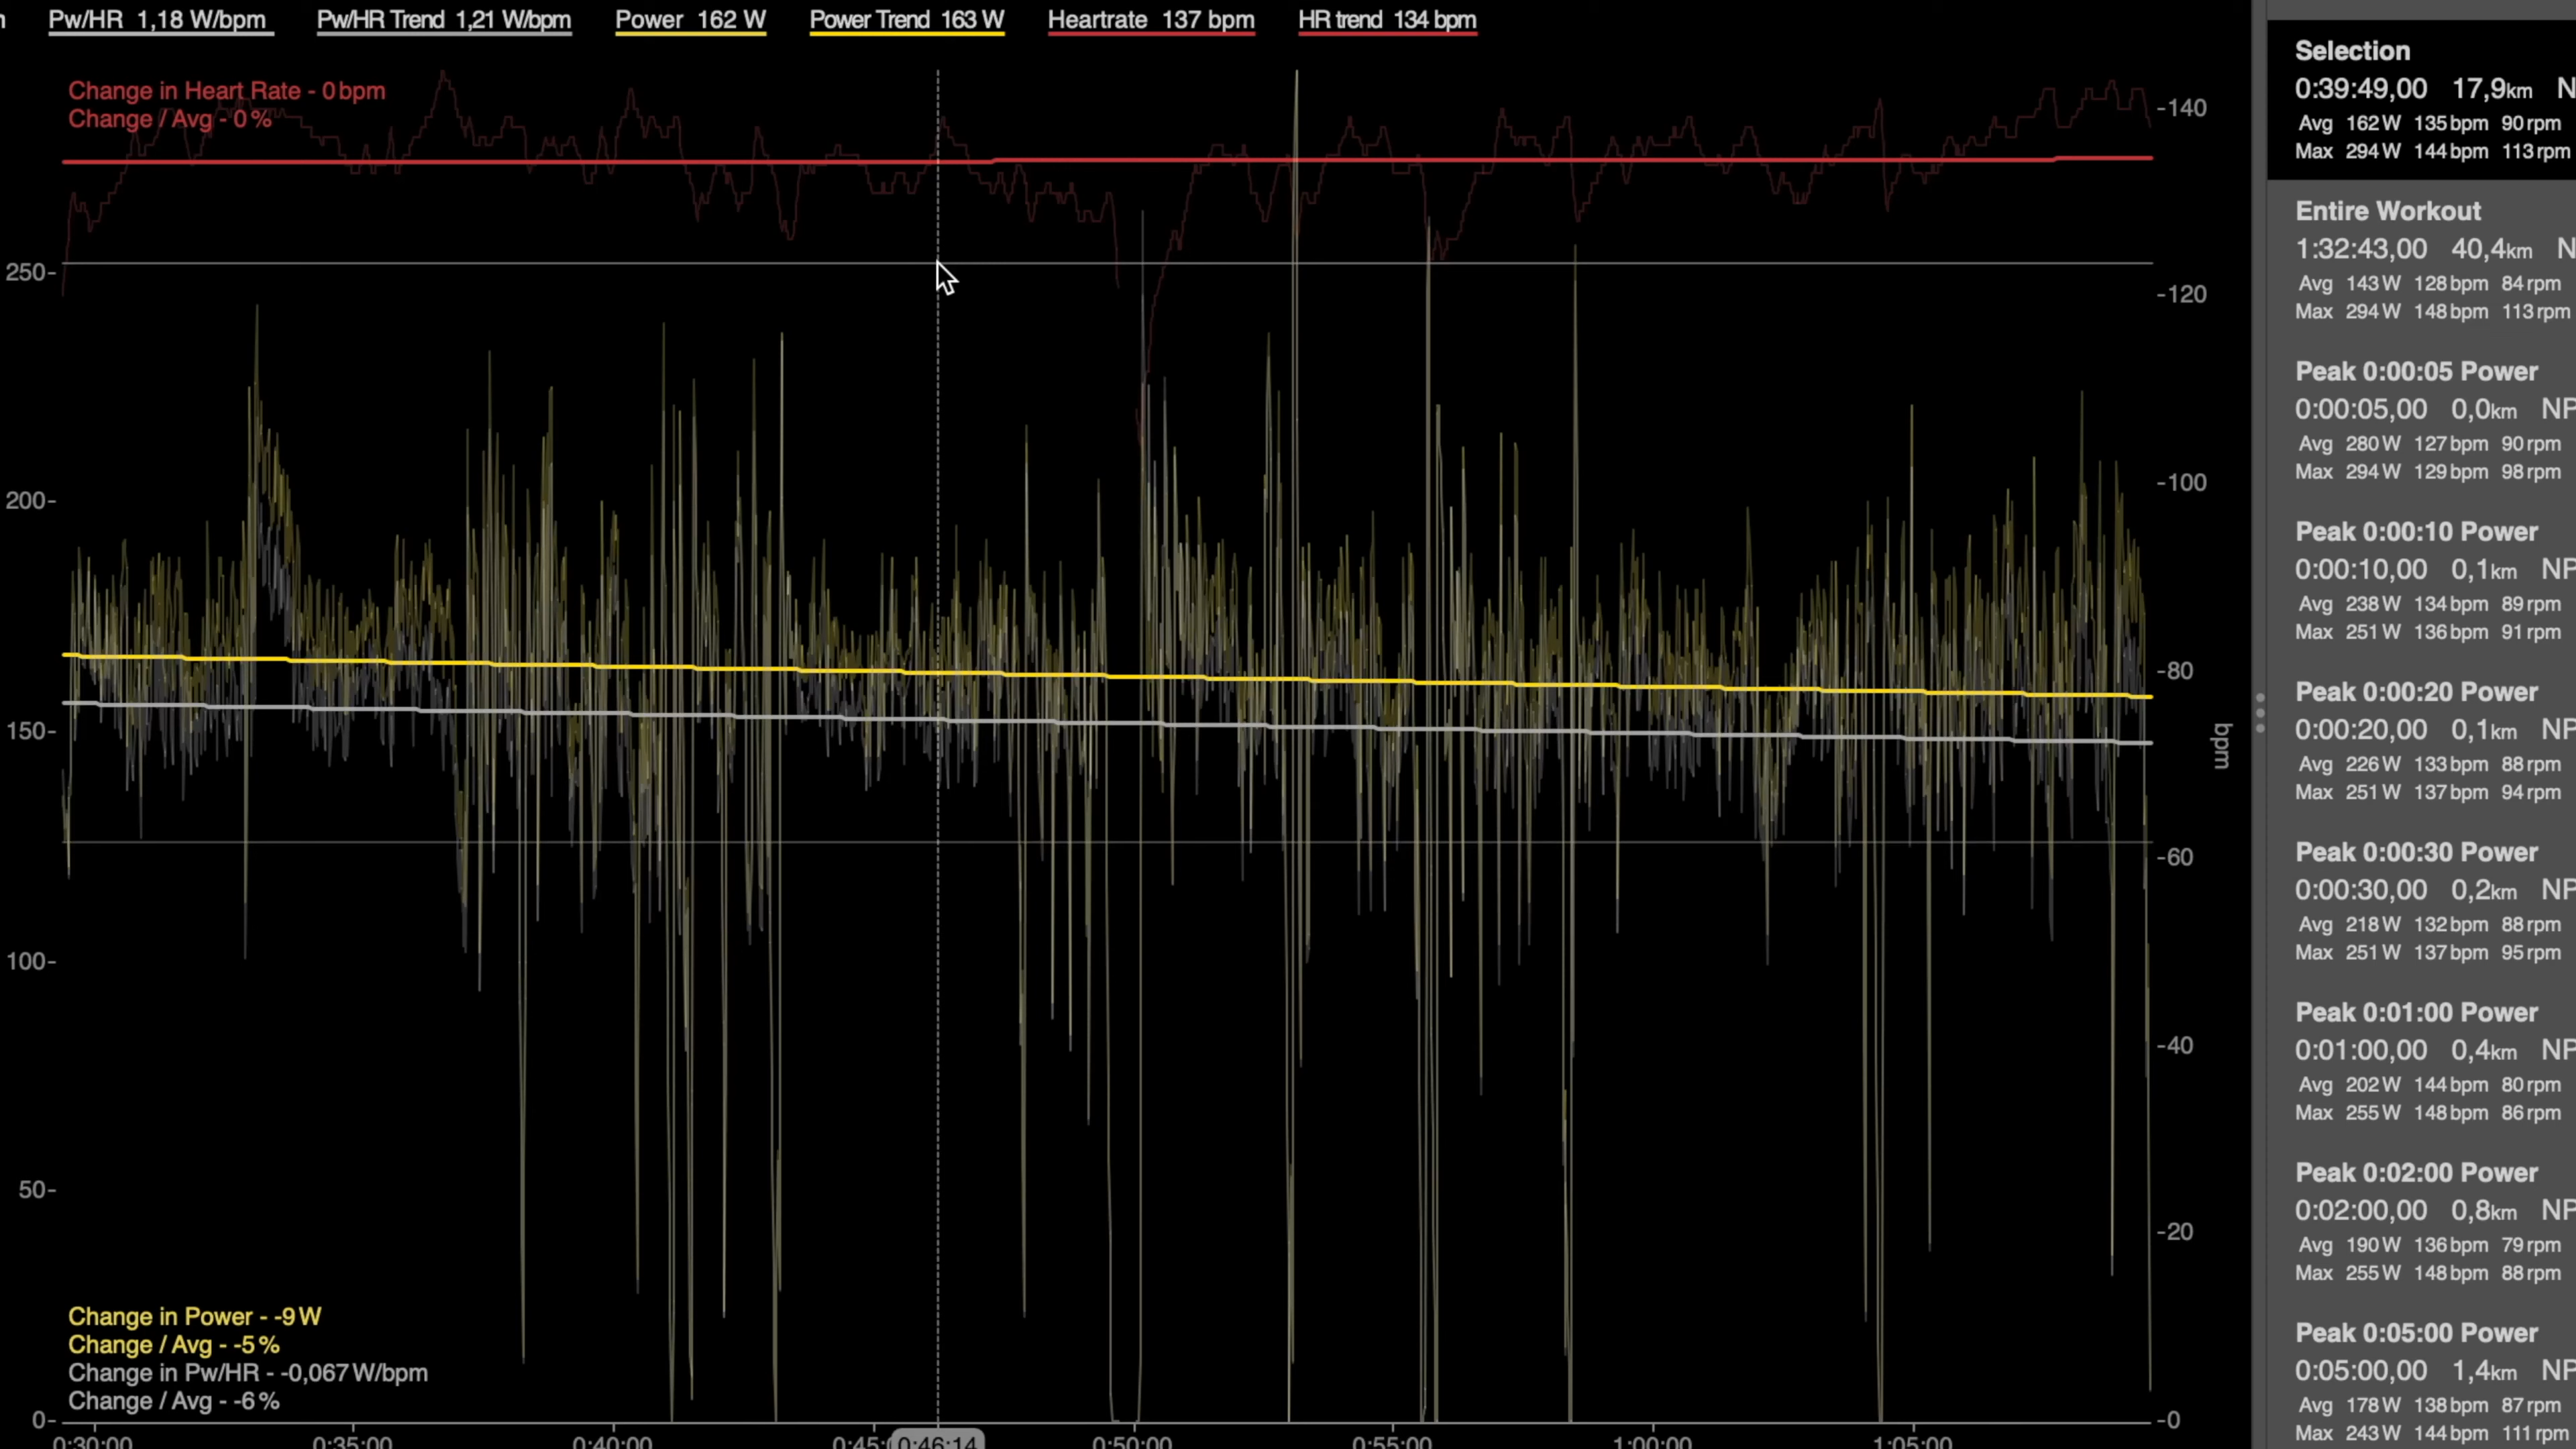 Pw/HR 1,18 W/bpm Pw/HR Trend 1,21 W/bpm Power 162 W Power Trend 163 W Heartrate 137 bpm HR trend 134 bpm
Change in Heart Rate - 0 bpm
Change / Avg - 0 %
250-
200-
150-
100-
50-
0-
-140
-120
-100
-80
-60
-40
-20
-0
bpm
Change in Power - -9 W
Change / Avg - -5 %
Change in Pw/HR - -0,067 W/bpm
Change / Avg - -6 %
0:30:00 0:35:00 0:40:00 0:46:14 0:50:00 0:55:00 1:00:00 1:05:00
Selection
0:39:49,00 17,9km N
Avg 162 W 135 bpm 90 rpm
Max 294 W 144 bpm 113 rpm
Entire Workout
1:32:43,00 40,4km N
Avg 143 W 128 bpm 84 rpm
Max 294 W 148 bpm 113 rpm
Peak 0:00:05 Power
0:00:05,00 0,0km NP
Avg 280 W 127 bpm 90 rpm
Max 294 W 129 bpm 98 rpm
Peak 0:00:10 Power
0:00:10,00 0,1km NP
Avg 238 W 134 bpm 89 rpm
Max 251 W 136 bpm 91 rpm
Peak 0:00:20 Power
0:00:20,00 0,1km NP
Avg 226 W 133 bpm 88 rpm
Max 251 W 137 bpm 94 rpm
Peak 0:00:30 Power
0:00:30,00 0,2km NP
Avg 218 W 132 bpm 88 rpm
Max 251 W 137 bpm 95 rpm
Peak 0:01:00 Power
0:01:00,00 0,4km NP
Avg 202 W 144 bpm 80 rpm
Max 255 W 148 bpm 86 rpm
Peak 0:02:00 Power
0:02:00,00 0,8km NP
Avg 190 W 136 bpm 79 rpm
Max 255 W 148 bpm 88 rpm
Peak 0:05:00 Power
0:05:00,00 1,4km NP
Avg 178 W 138 bpm 87 rpm
Max 243 W 144 bpm 111 rpm